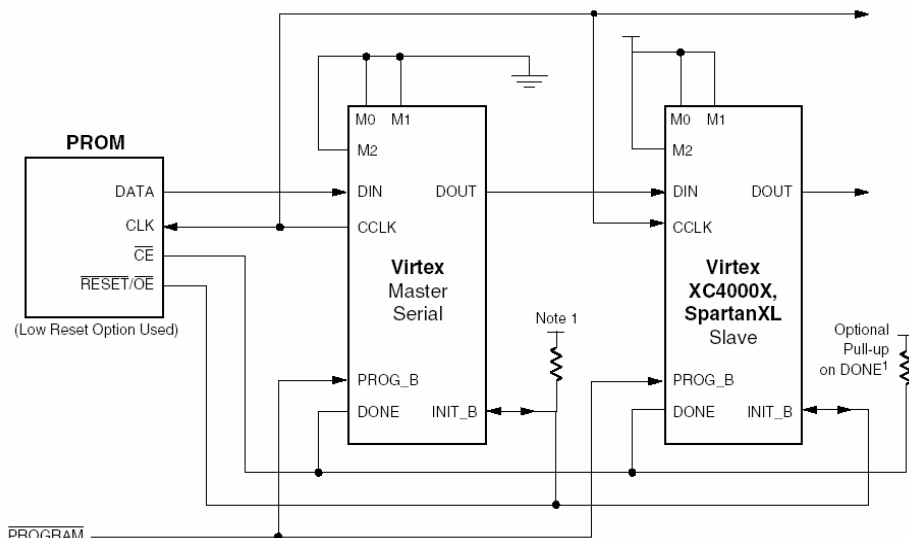 PROM
DATA
CLK
CE
RESET/OE
(Low Reset Option Used)
M0 M1
M2
DIN DOUT
CCLK
Virtex
Master
Serial
PROG_B
DONE INIT_B
Note 1
M0 M1
M2
DIN DOUT
CCLK
Virtex
XC4000X,
SpartanXL
Slave
PROG_B
DONE INIT_B
Optional
Pull-up
on DONE¹
PROGRAM